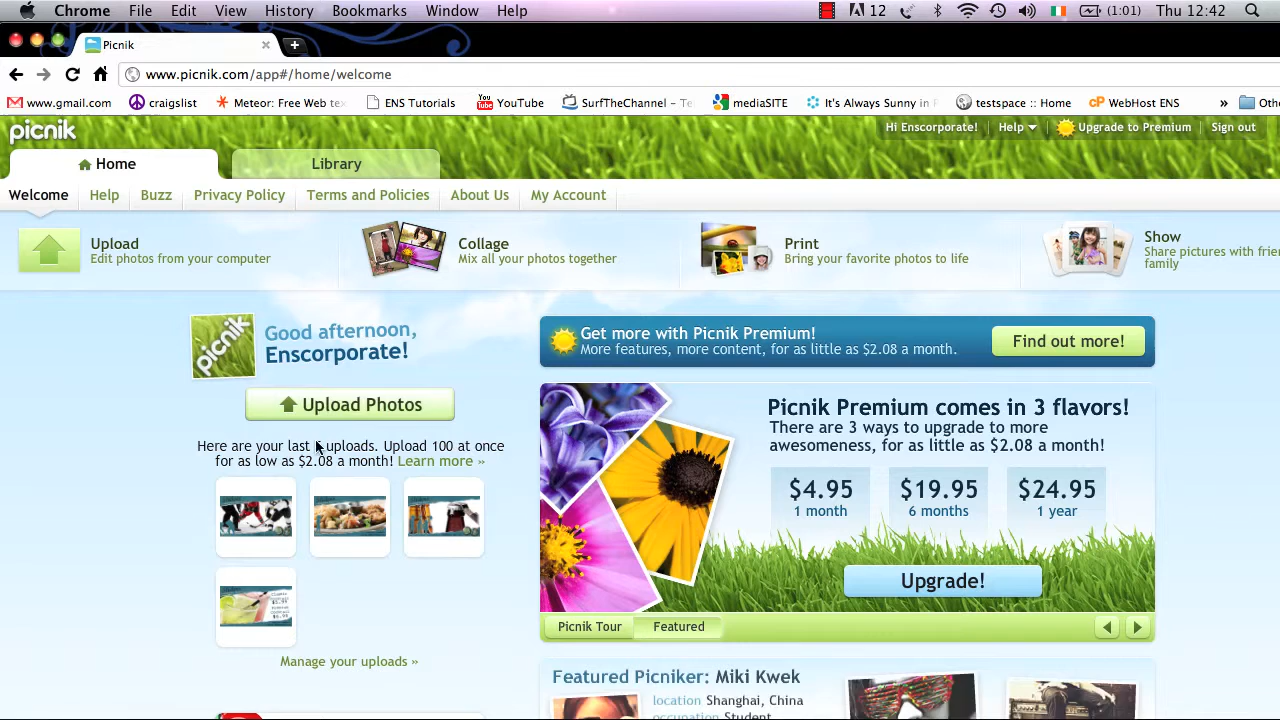 Chrome File Edit View History Bookmarks Window Help 12 (1:01) Thu 12:42
Picnik
www.picnik.com/app#/home/welcome
www.gmail.com craigslist Meteor: Free Web te ENS Tutorials YouTube SurfTheChannel - Te mediaSITE It's Always Sunny in testspace :: Home cP WebHost ENS » Oth
picnik
Hi Enscorporate! Help Upgrade to Premium Sign out
Home Library
Welcome Help Buzz Privacy Policy Terms and Policies About Us My Account
Upload
Edit photos from your computer
Collage
Mix all your photos together
Print
Bring your favorite photos to life
Show
Share pictures with frie
family
picnik
Good afternoon,
Enscorporate!
Upload Photos
Here are your last uploads. Upload 100 at once
for as low as $2.08 a month! Learn more »
Manage your uploads »
Get more with Picnik Premium!
More features, more content, for as little as $2.08 a month.
Find out more!
Picnik Premium comes in 3 flavors!
There are 3 ways to upgrade to more
awesomeness, for as little as $2.08 a month!
$4.95 $19.95 $24.95
1 month 6 months 1 year
Upgrade!
Picnik Tour Featured
Featured Picniker: Miki Kwek
location Shanghai, China
occupation Student